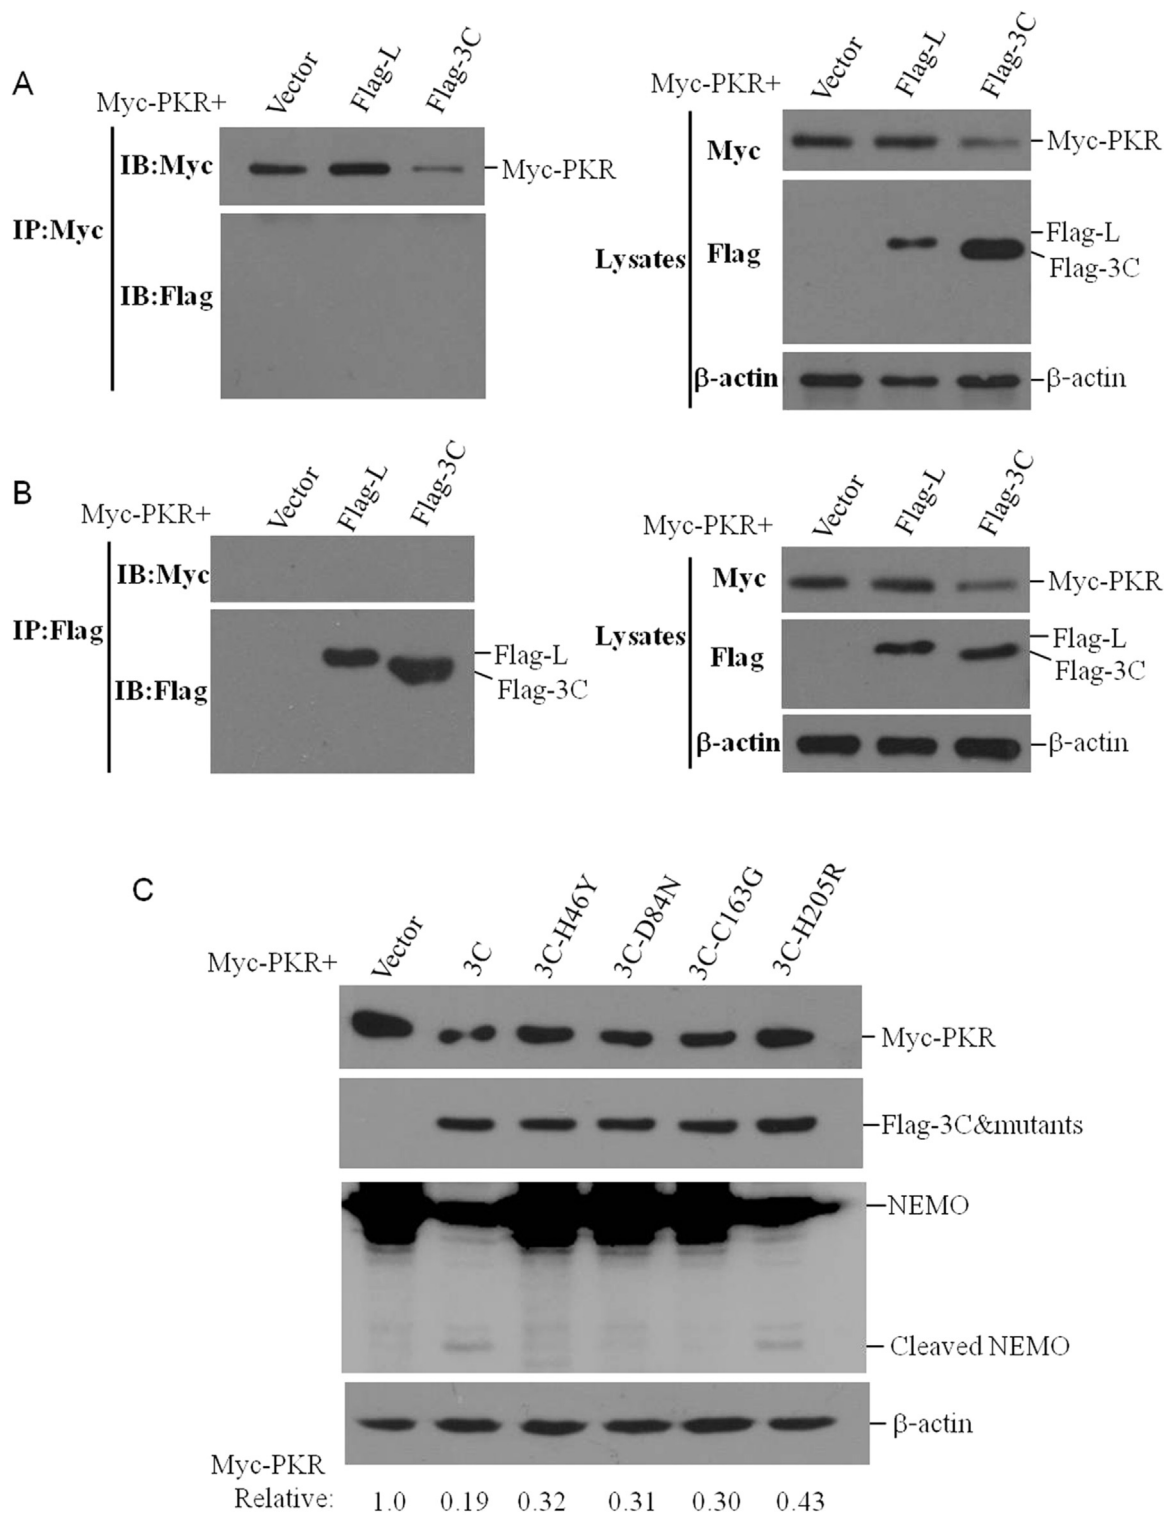 A
Myc-PKR+ Vector Flag-L Flag-3C
IP:Myc
IB:Myc
Myc-PKR
IB:Flag
Myc-PKR+ Vector Flag-L Flag-3C
Lysates
Myc
Myc-PKR
Flag
Flag-L
Flag-3C
β-actin
β-actin
B
Myc-PKR+ Vector Flag-L Flag-3C
IP:Flag
IB:Myc
IB:Flag
Flag-L
Flag-3C
Myc-PKR+ Vector Flag-L Flag-3C
Lysates
Myc
Myc-PKR
Flag
Flag-L
Flag-3C
β-actin
β-actin
C
Myc-PKR+ Vector 3C 3C-H46Y 3C-D84N 3C-C163G 3C-H205R
Myc-PKR
Flag-3C&mutants
NEMO
Cleaved NEMO
β-actin
Myc-PKR
Relative: 1.0 0.19 0.32 0.31 0.30 0.43